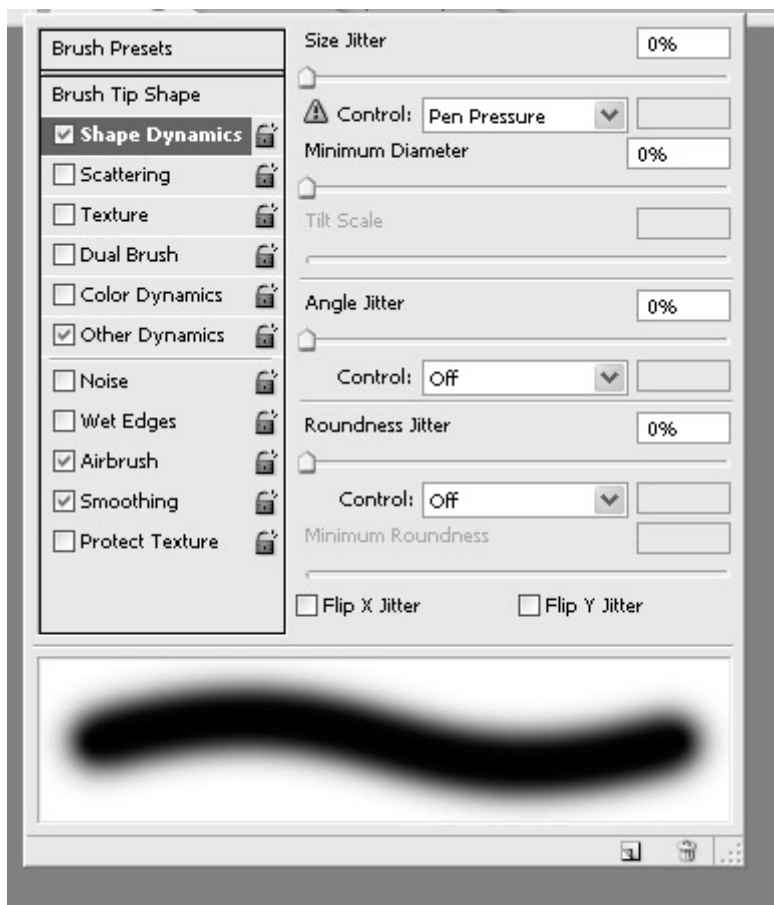 Brush Presets
Brush Tip Shape
Shape Dynamics
Scattering
Texture
Dual Brush
Color Dynamics
Other Dynamics
Noise
Wet Edges
Airbrush
Smoothing
Protect Texture
Size Jitter 0%
Control: Pen Pressure
Minimum Diameter 0%
Tilt Scale
Angle Jitter 0%
Control: Off
Roundness Jitter 0%
Control: Off
Minimum Roundness
Flip X Jitter Flip Y Jitter